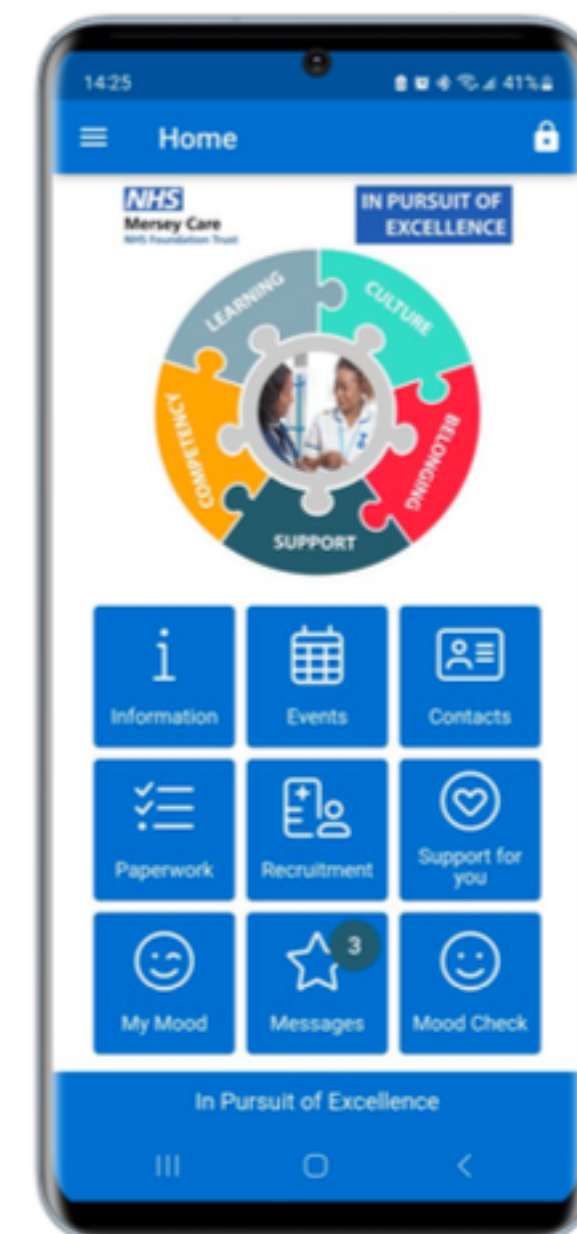 14:25
41%
Home
NHS
Mersey Care
NHS Foundation Trust
IN PURSUIT OF
EXCELLENCE
LEARNING
CULTURE
COMPETENCY
BELONGING
SUPPORT
Information
Events
Contacts
Paperwork
Recruitment
Support for
you
My Mood
3
Messages
Mood Check
In Pursuit of Excellence